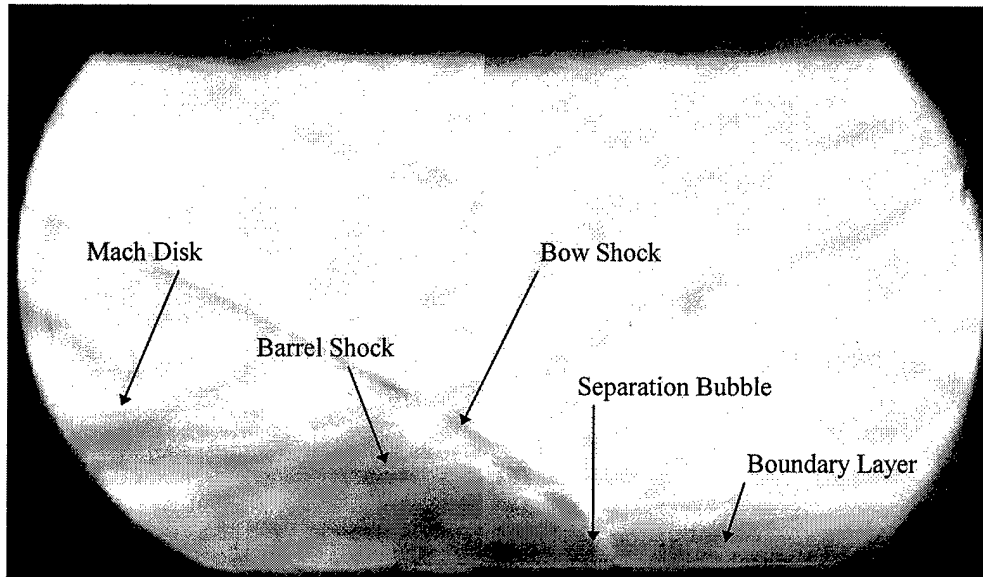 Mach Disk
Bow Shock
Barrel Shock
Separation Bubble
Boundary Layer